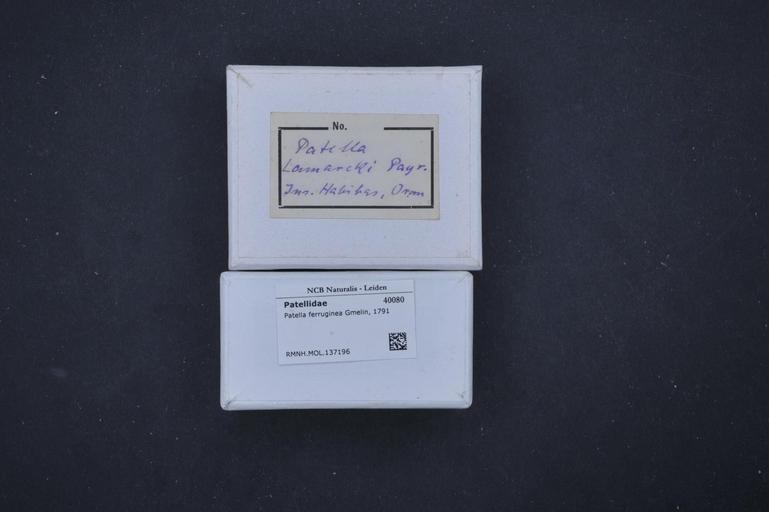 No.
Patella
Lamarcki Payr.
Ins. Habibas, Oran
NCB Naturalis - Leiden
Patellidae 40080
Patella ferruginea Gmelin, 1791
RMNH.MOL.137196